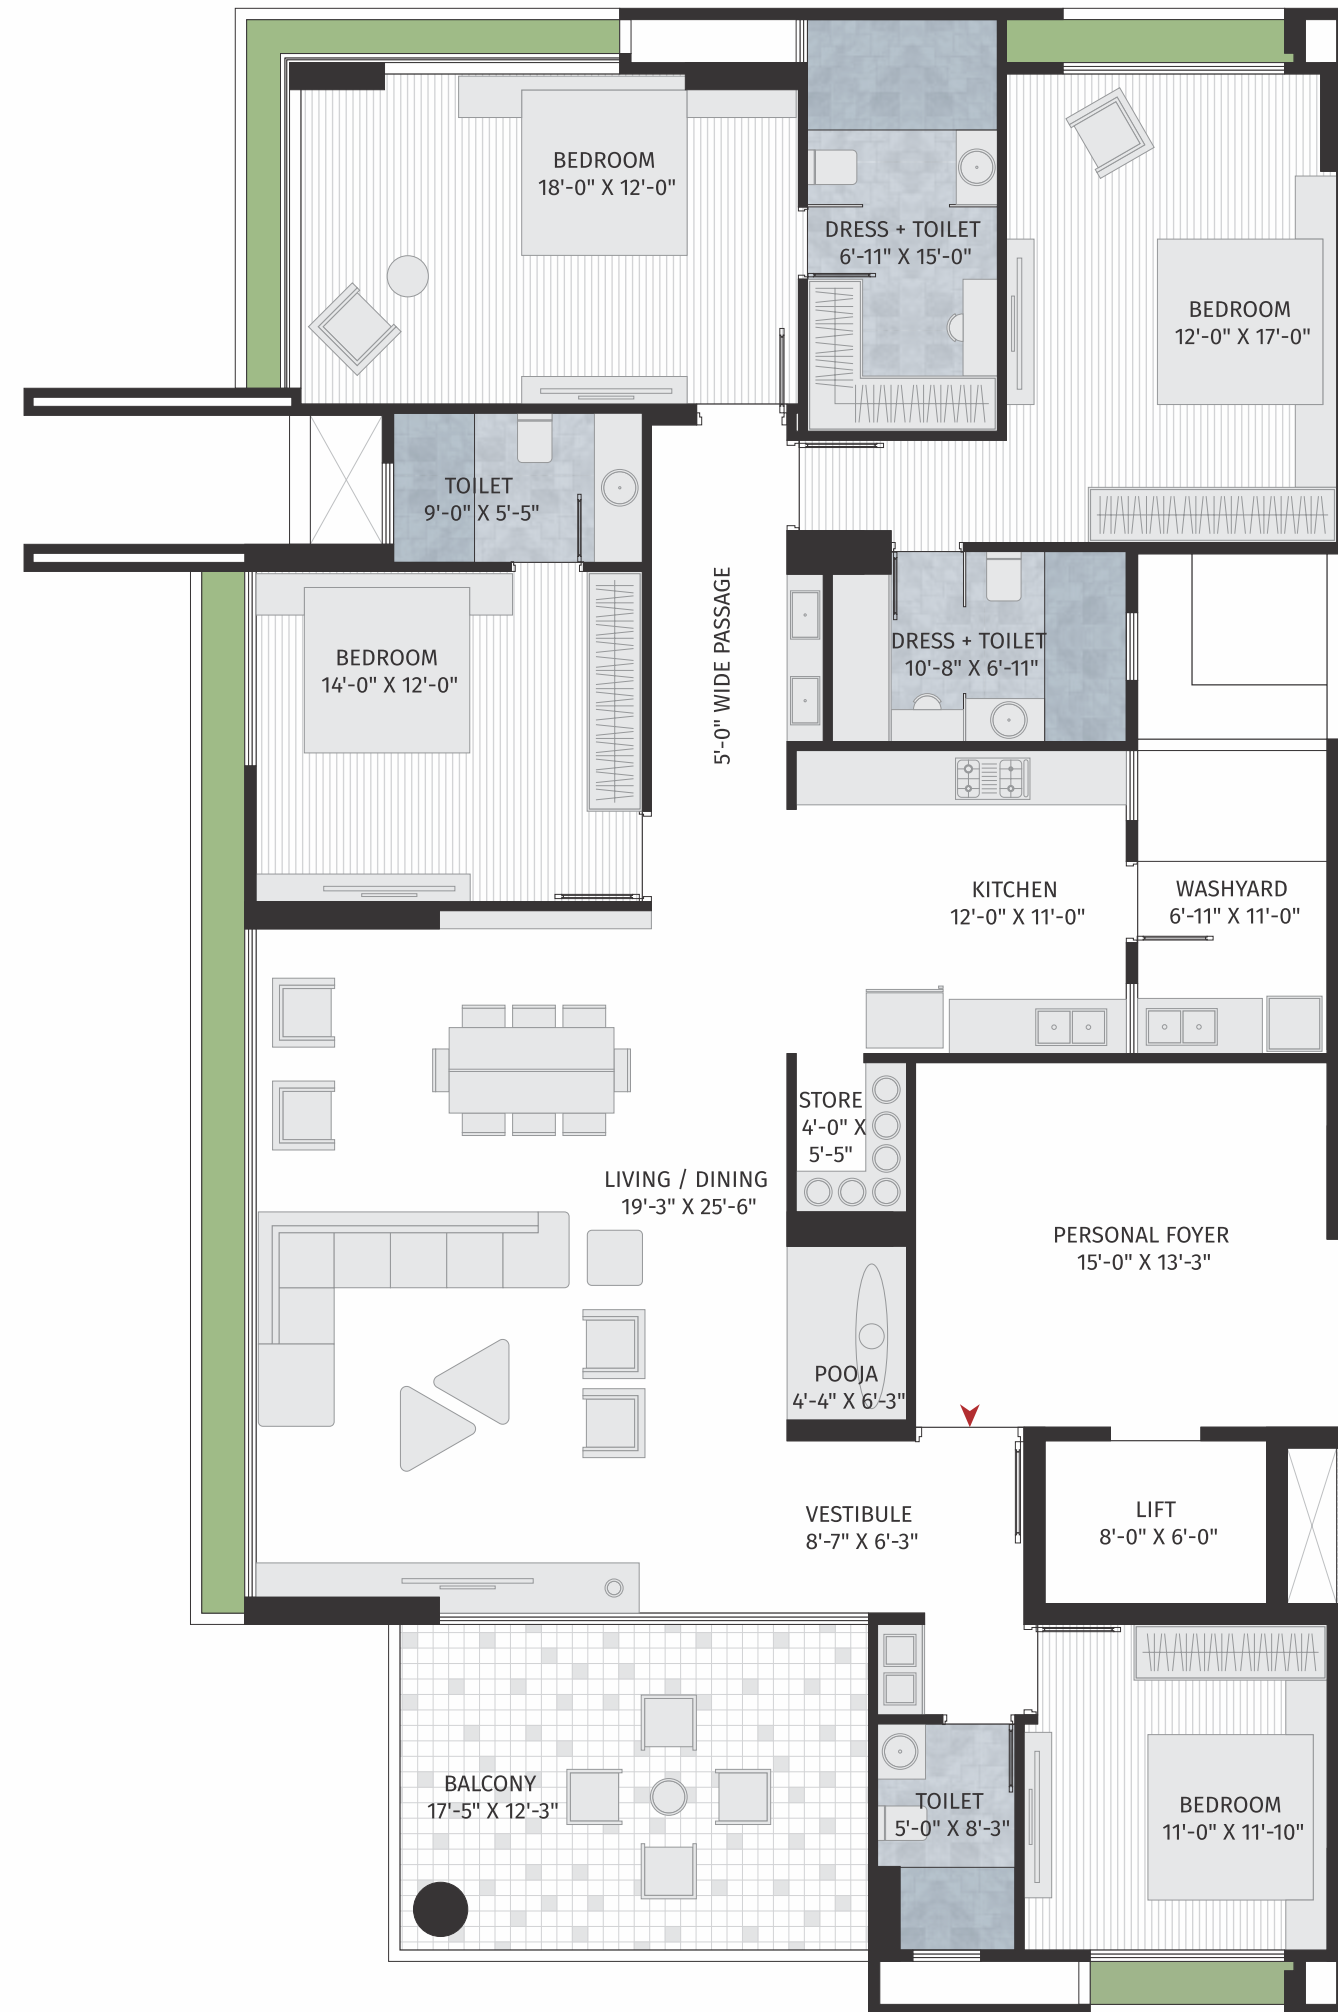 BEDROOM
18'-0" X 12'-0"
DRESS + TOILET
6'-11" X 15'-0"
BEDROOM
12'-0" X 17'-0"
TOILET
9'-0" X 5'-5"
BEDROOM
14'-0" X 12'-0"
5'-0" WIDE PASSAGE
DRESS + TOILET
10'-8" X 6'-11"
KITCHEN
12'-0" X 11'-0"
WASHYARD
6'-11" X 11'-0"
STORE
4'-0" X
5'-5"
LIVING / DINING
19'-3" X 25'-6"
PERSONAL FOYER
15'-0" X 13'-3"
POOJA
4'-4" X 6'-3"
VESTIBULE
8'-7" X 6'-3"
LIFT
8'-0" X 6'-0"
BALCONY
17'-5" X 12'-3"
TOILET
5'-0" X 8'-3"
BEDROOM
11'-0" X 11'-10"